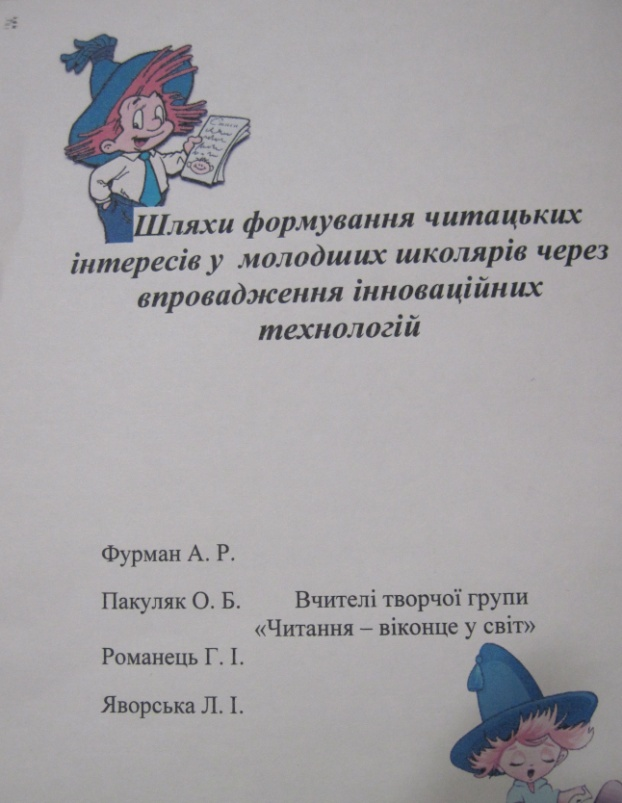 Шляхи формування читацьких
інтересів у молодших школярів через
впровадження інноваційних
технологій
Фурман А. Р.
Пакуляк О. Б. Вчителі творчої групи
«Читання – віконце у світ»
Романець Г. І.
Яворська Л. І.